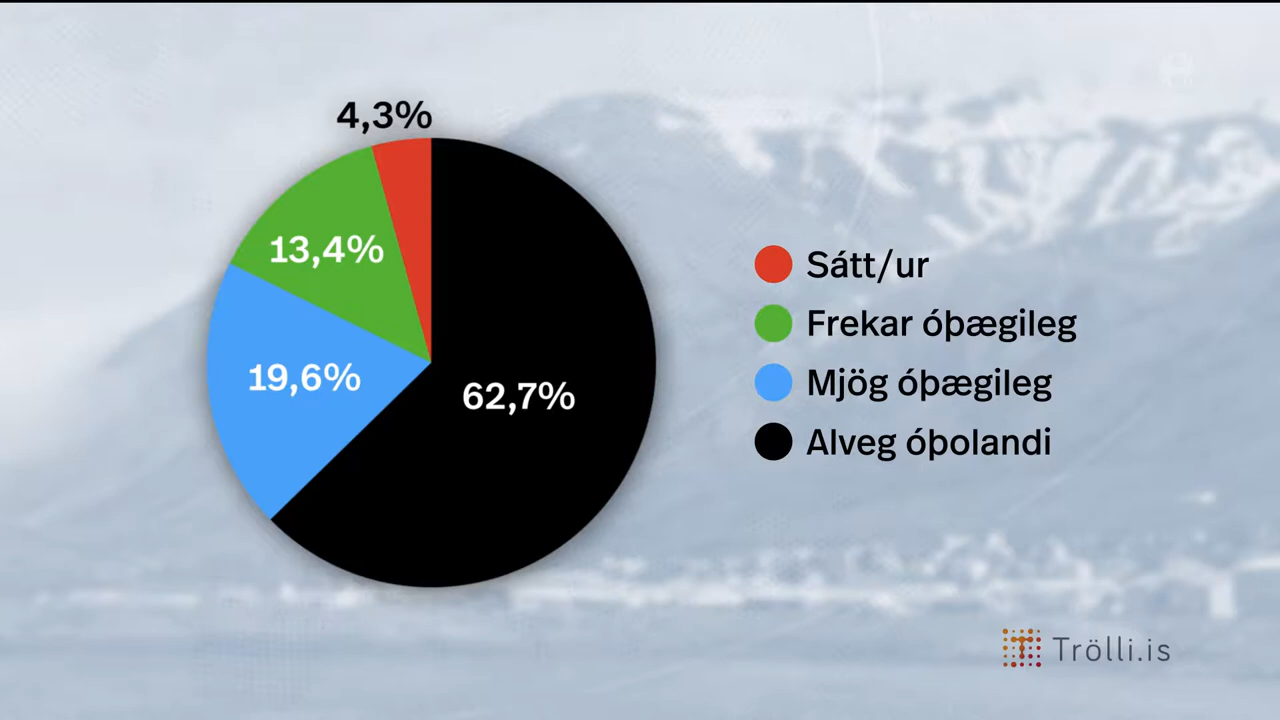 4,3%
13,4%
19,6%
62,7%
Sátt/ur
Frekar óþægileg
Mjög óþægileg
Alveg óþolandi
Trölli.is